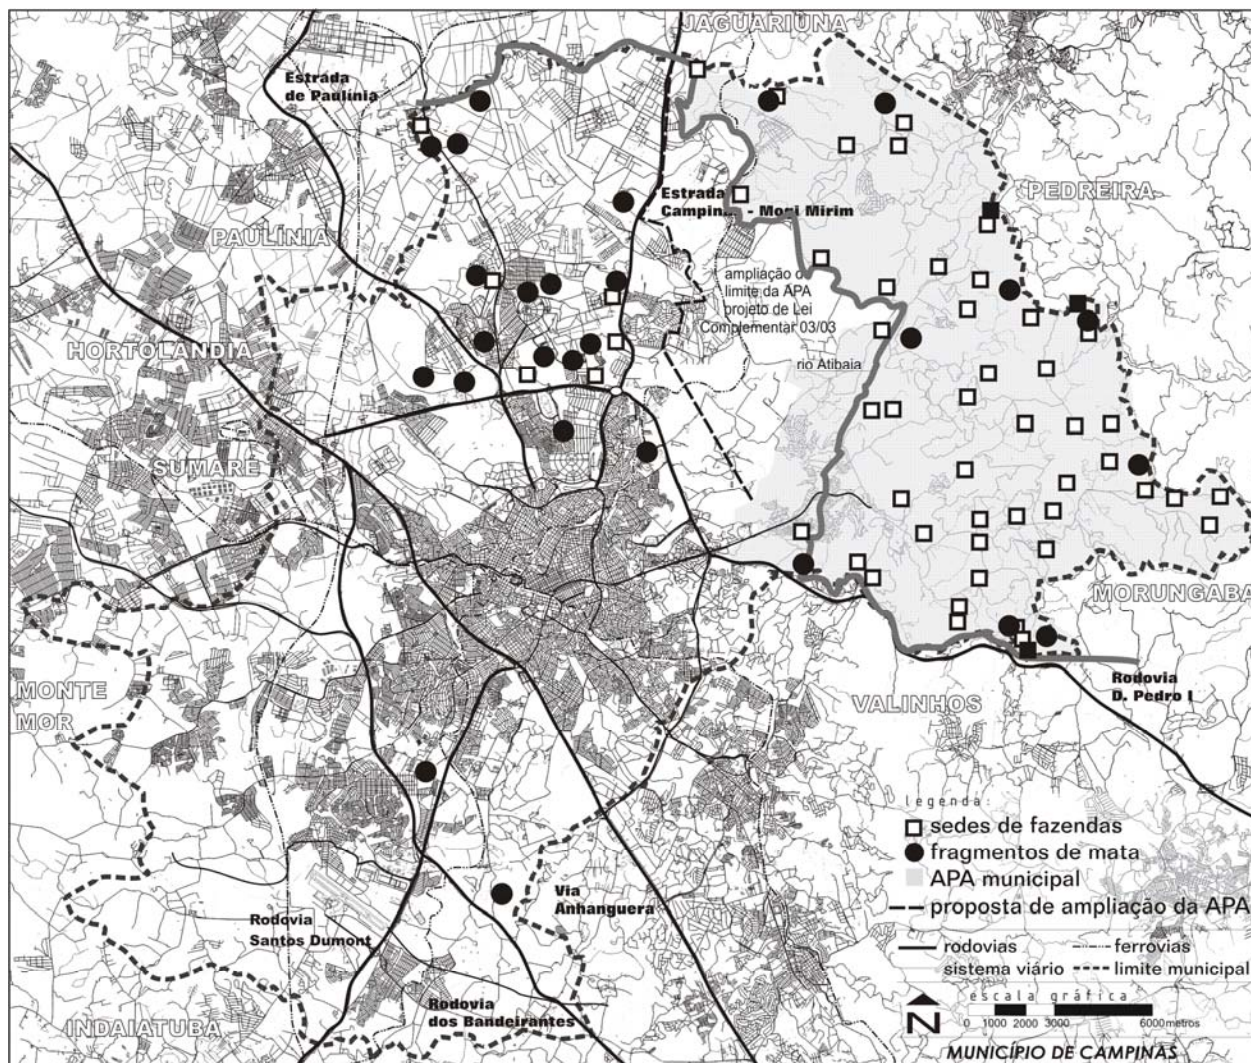 JAGUARIÚNA
Estrada
de Paulínia
PEDREIRA
Estrada
Campin... - Mogi Mirim
PAULÍNIA
ampliação d
limite da APA
projeto de Lei
Complementar 03/03
HORTOLANDIA
rio Atibaia
SUMARÉ
MORUNGABA
MONTE
MOR
VALINHOS
Rodovia
D. Pedro I
legenda:
sedes de fazendas
fragmentos de mata
APA municipal
proposta de ampliação da APA
rodovias
ferrovias
sistema viário
limite municipal
Via
Anhanguera
Rodovia
Santos Dumont
Rodovia
dos Bandeirantes
INDAIATUBA
N
escala gráfica
0 1000 2000 3000 6000metros
MUNICÍPIO DE CAMPINAS